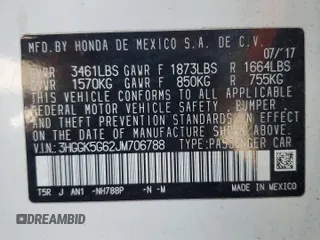 MFD.BY HONDA DE MEXICO S.A. DE C.V.
07/'17
GVWR 3461LBS GAWR F 1873LBS R 1664LBS
GVWR 1570KG GAWR F 850KG R 755KG
THIS VEHICLE CONFORMS TO ALL APPLICABLE
FEDERAL MOTOR VEHICLE SAFETY, BUMPER, AND
THEFT PREVENTION STANDARDS IN EFFECT ON
THE DATE OF MANUFACTURE SHOWN ABOVE.
V.I.N.:3HGGK5G62JM706788 TYPE:PASSENGER CAR
T5R J AN1 -NH788P -N -M
MADE IN MEXICO
DREAMBID